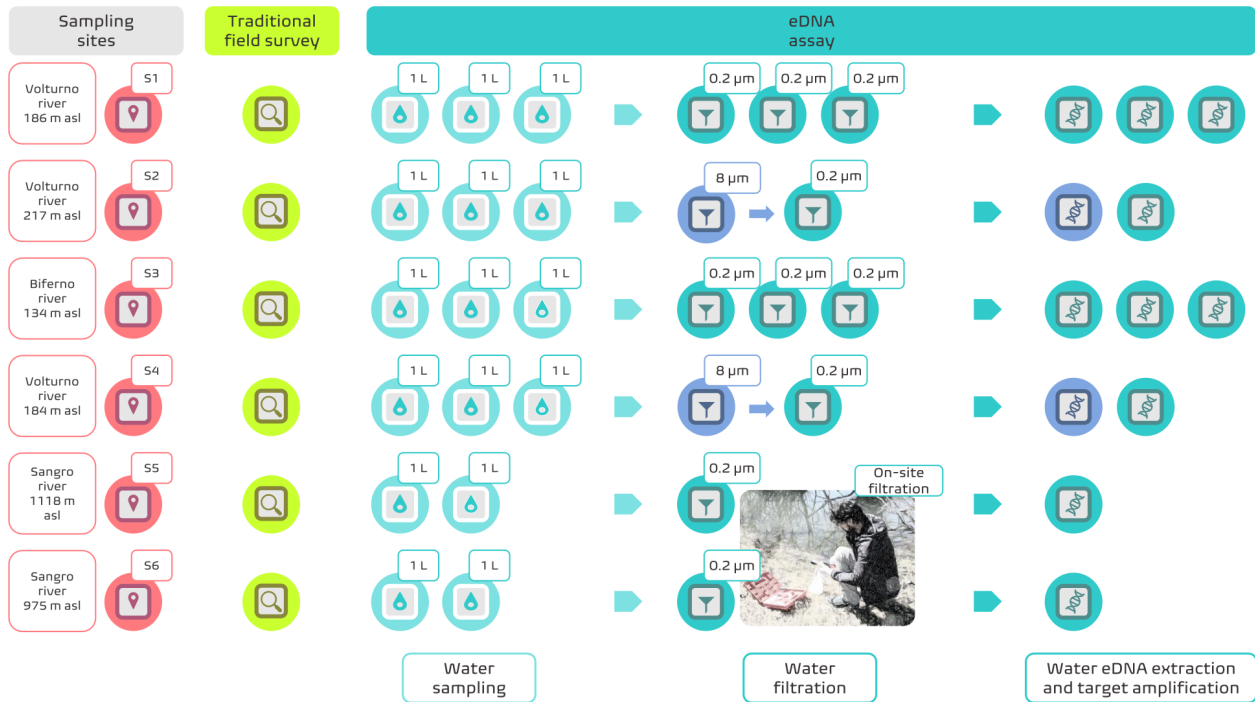 Sampling
sites
Traditional
field survey
eDNA
assay
Volturno
river
186 m asl
S1
1 L
1 L
1 L
0.2 µm
0.2 µm
0.2 µm
Volturno
river
217 m asl
S2
1 L
1 L
1 L
8 µm
0.2 µm
Biferno
river
134 m asl
S3
1 L
1 L
1 L
0.2 µm
0.2 µm
0.2 µm
Volturno
river
184 m asl
S4
1 L
1 L
1 L
8 µm
0.2 µm
Sangro
river
1118 m
asl
S5
1 L
1 L
0.2 µm
On-site
filtration
Sangro
river
975 m asl
S6
1 L
1 L
0.2 µm
Water
sampling
Water
filtration
Water eDNA extraction
and target amplification